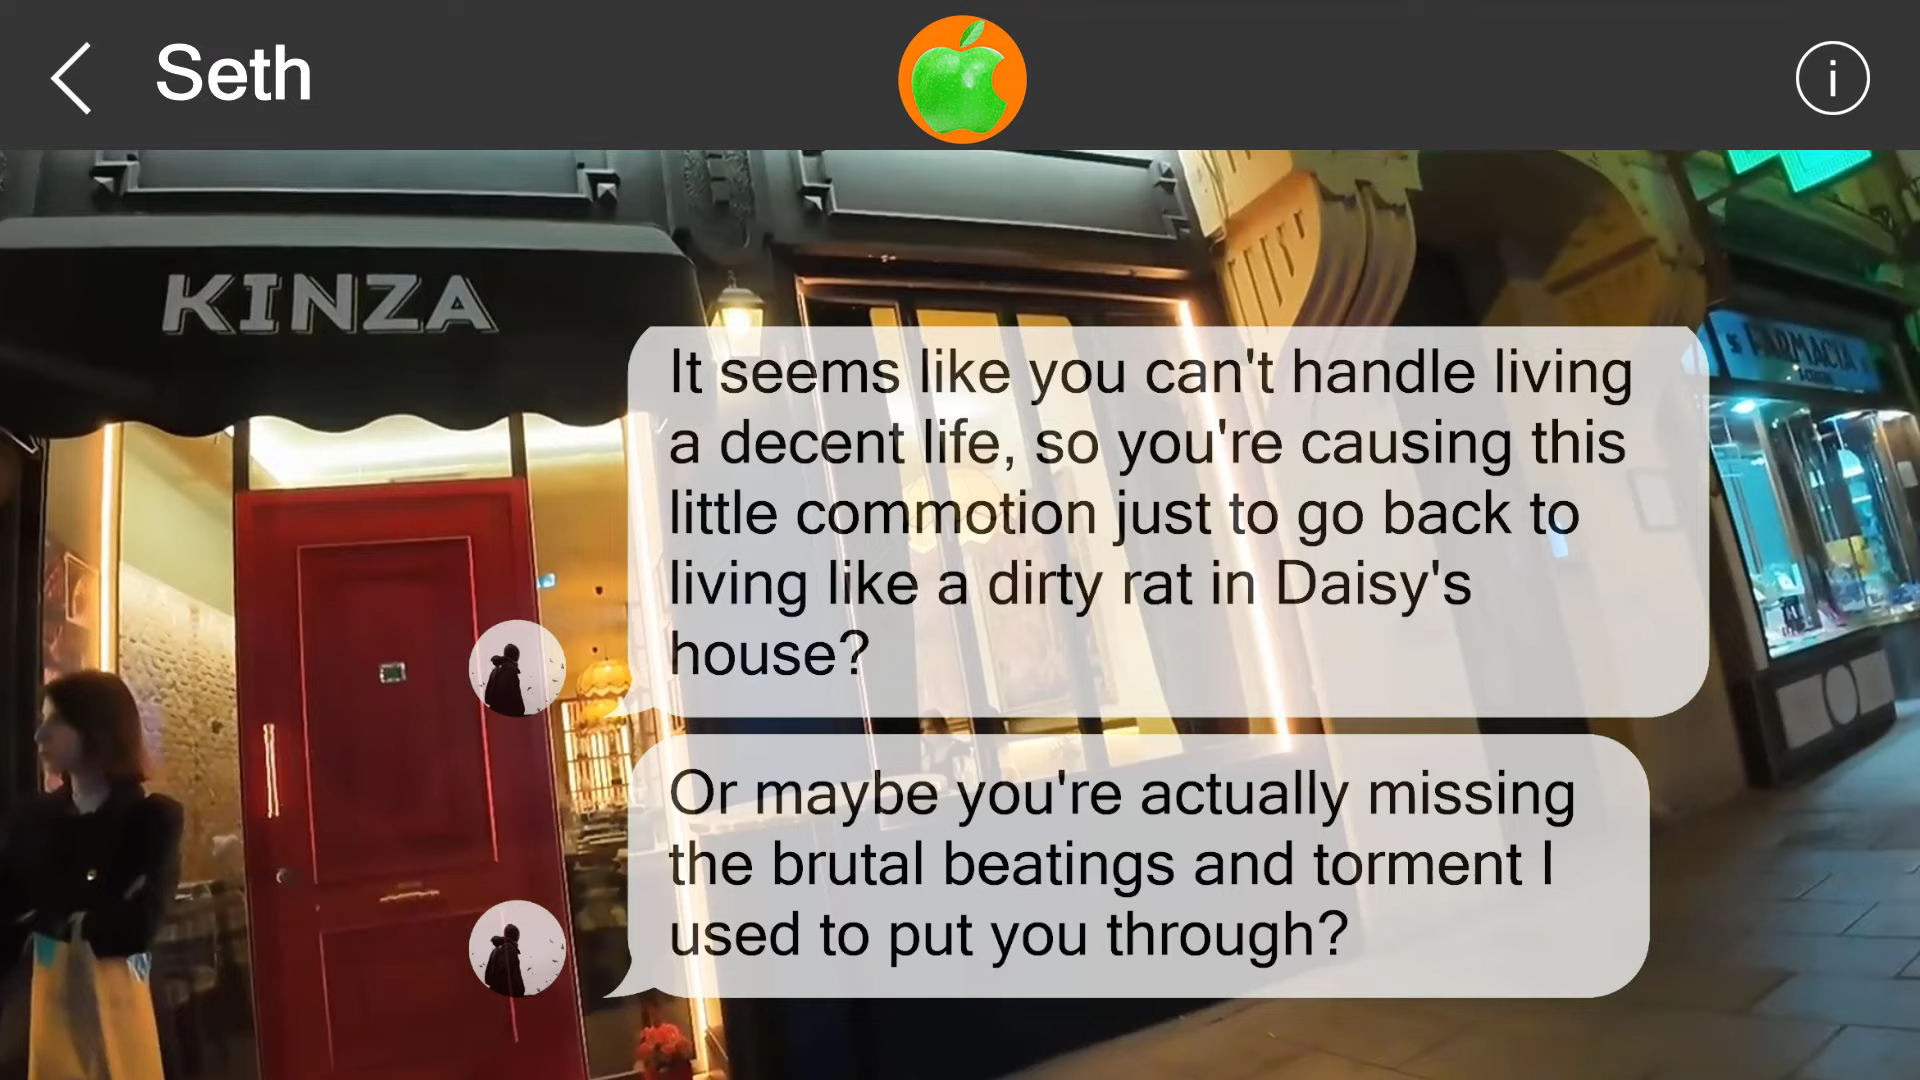 Seth
i
KINZA
FARMACIA
It seems like you can't handle living
a decent life, so you're causing this
little commotion just to go back to
living like a dirty rat in Daisy's
house?
Or maybe you're actually missing
the brutal beatings and torment I
used to put you through?